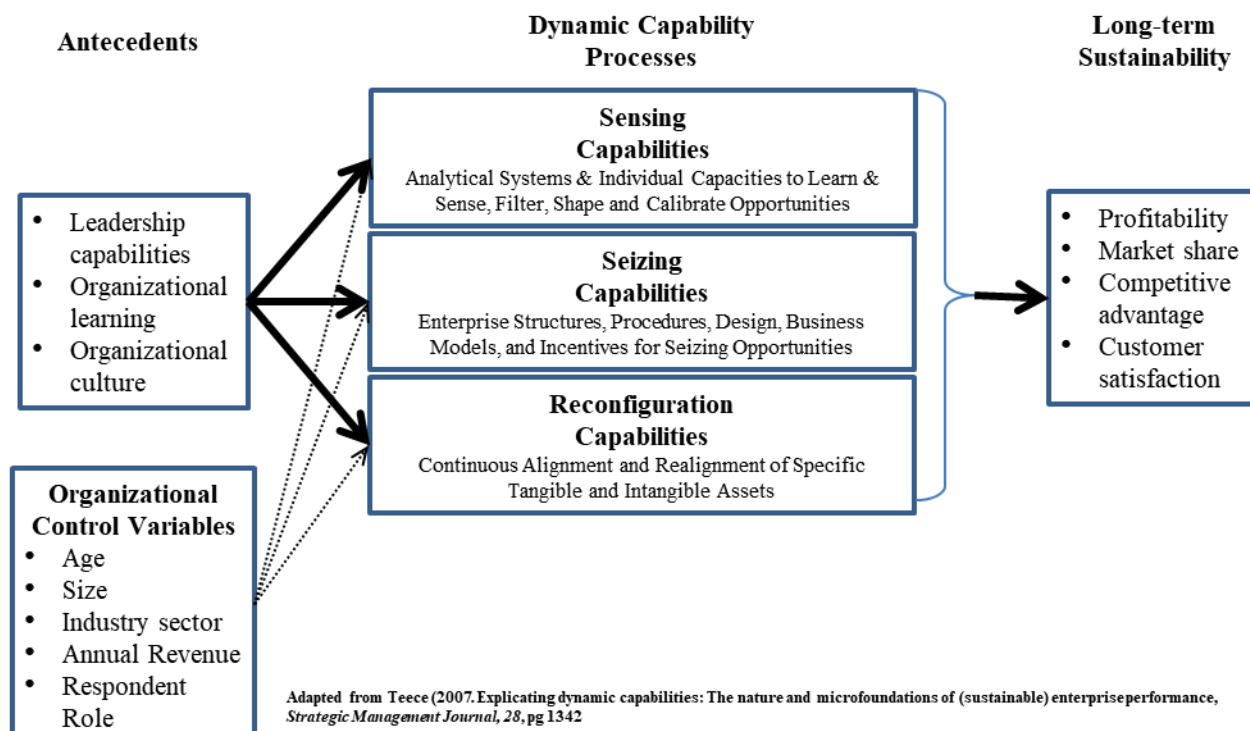 Antecedents
Dynamic Capability
Processes
Long-term
Sustainability
• Leadership
capabilities
• Organizational
learning
• Organizational
culture
Organizational
Control Variables
• Age
• Size
• Industry sector
• Annual Revenue
• Respondent
Role
Sensing
Capabilities
Analytical Systems & Individual Capacities to Learn &
Sense, Filter, Shape and Calibrate Opportunities
Seizing
Capabilities
Enterprise Structures, Procedures, Design, Business
Models, and Incentives for Seizing Opportunities
Reconfiguration
Capabilities
Continuous Alignment and Realignment of Specific
Tangible and Intangible Assets
• Profitability
• Market share
• Competitive
advantage
• Customer
satisfaction
Adapted from Teece (2007. Explicating dynamic capabilities: The nature and microfoundations of (sustainable) enterprise performance,
Strategic Management Journal, 28, pg 1342